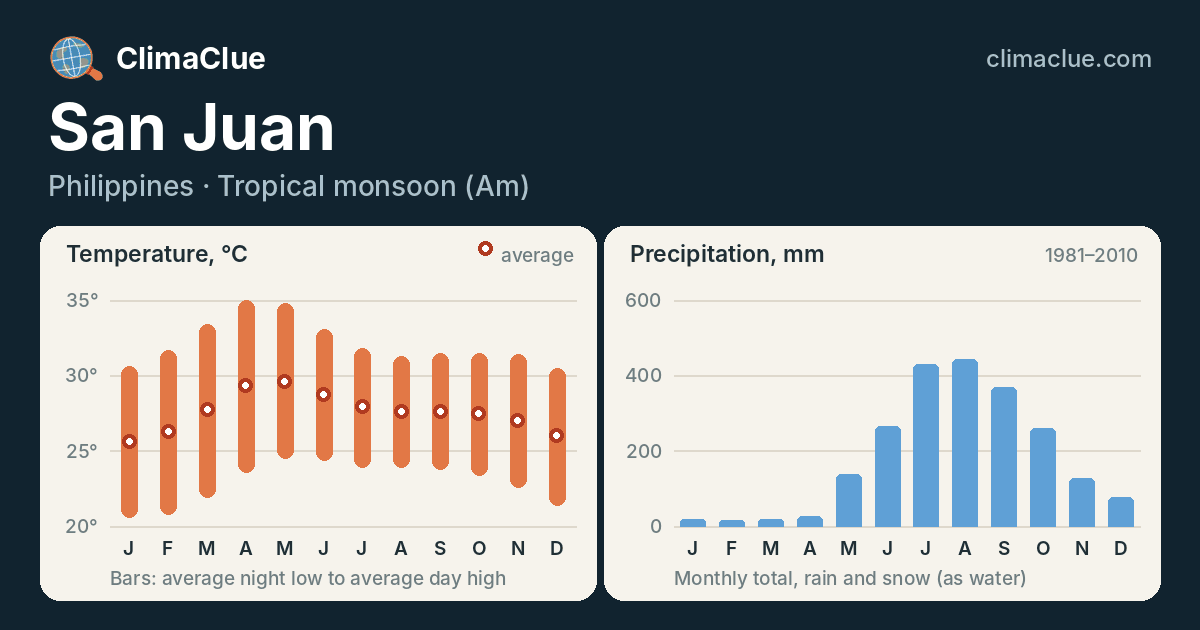 ClimaClue
climaclue.com
San Juan
Philippines · Tropical monsoon (Am)
Temperature, °C
average
35°
30°
25°
20°
J F M A M J J A S O N D
Bars: average night low to average day high
Precipitation, mm
1981–2010
600
400
200
0
J F M A M J J A S O N D
Monthly total, rain and snow (as water)